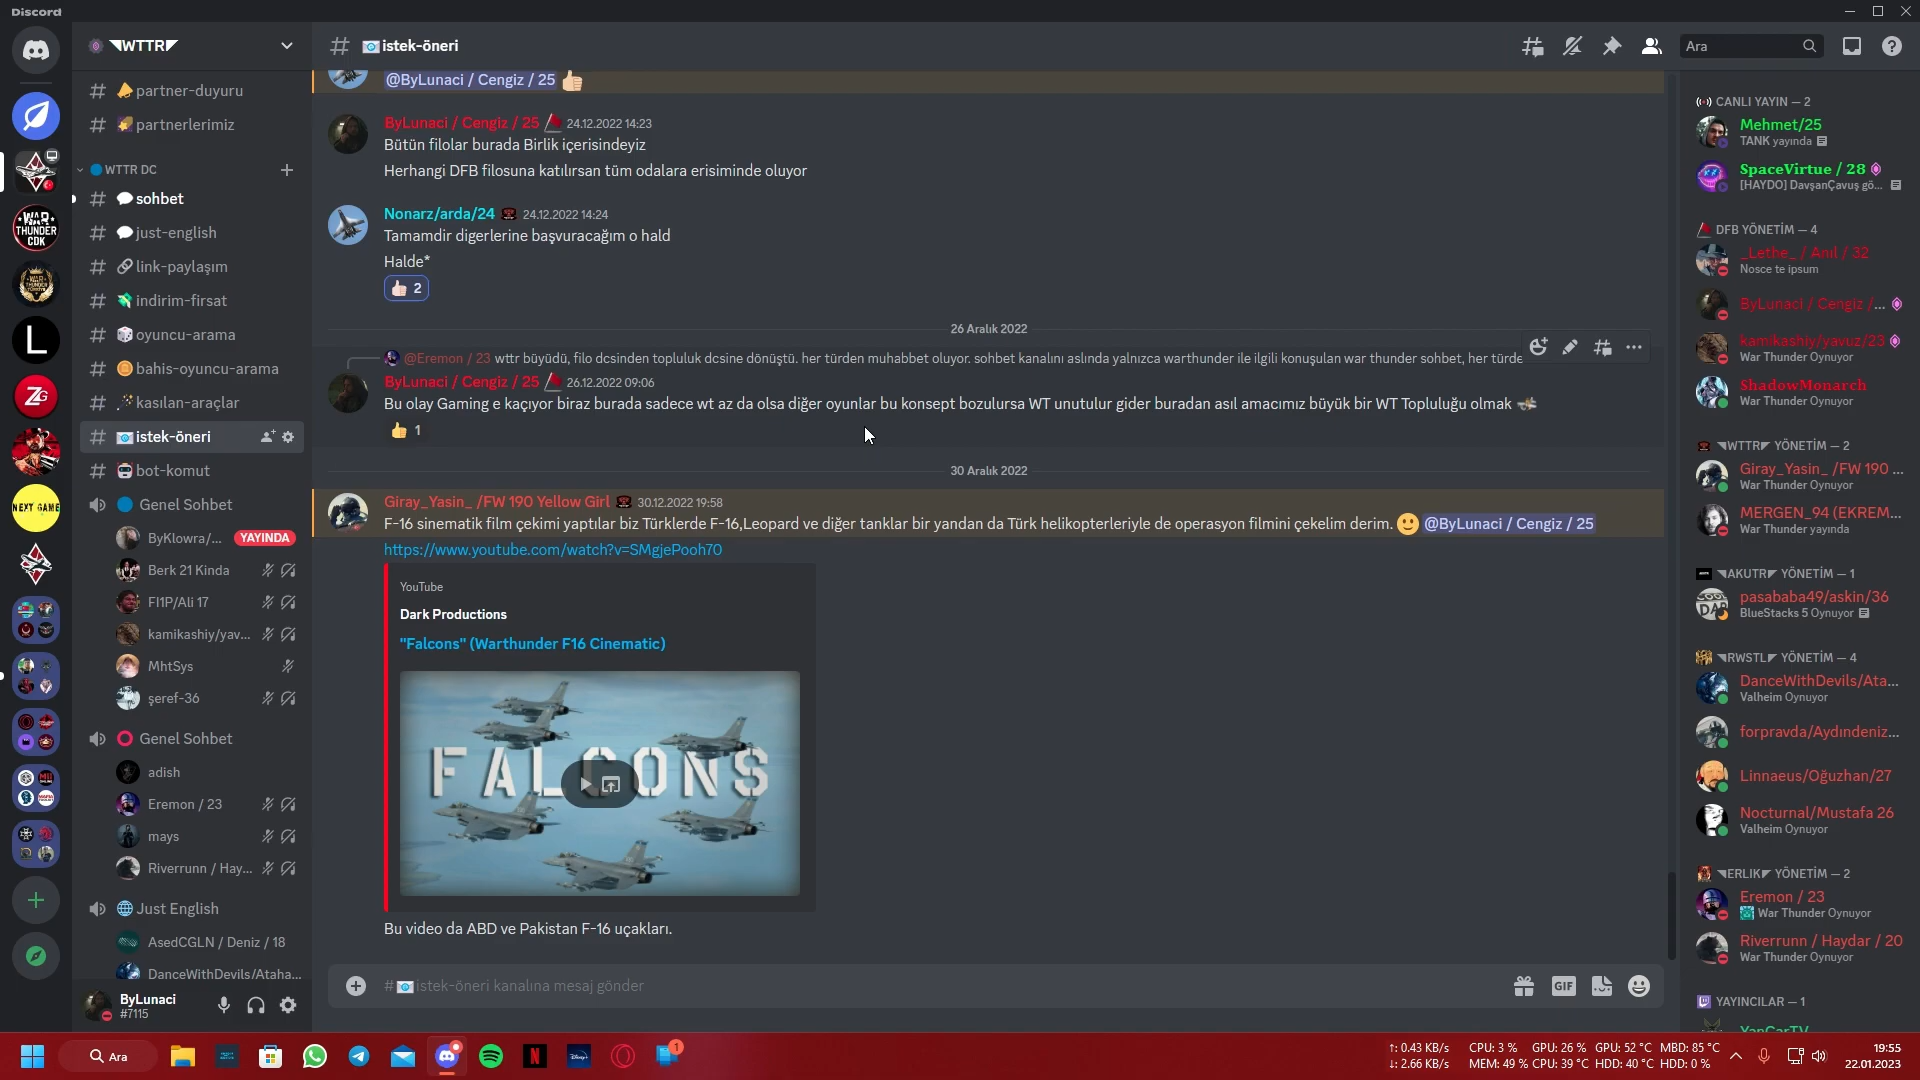 Discord
◥WTTR◤
partner-duyuru
partnerlerimiz
WTTR DC
sohbet
just-english
link-paylaşım
indirim-firsat
oyuncu-arama
bahis-oyuncu-arama
kasılan-araçlar
istek-öneri
bot-komut
Genel Sohbet
ByKlowra/... YAYINDA
Berk 21 Kinda
FI1P/Ali 17
kamikashiy/yav...
MhtSys
şeref-36
Genel Sohbet
adish
Eremon / 23
mays
Riverrunn / Hay...
Just English
AsedCGLN / Deniz / 18
DanceWithDevils/Ataha...
ByLunaci
#7115
WAR THUNDER CDK
L
ZG
NEXT GAME
# istek-öneri
Ara
@ByLunaci / Cengiz / 25
ByLunaci / Cengiz / 25 24.12.2022 14:23
Bütün filolar burada Birlik içerisindeyiz
Herhangi DFB filosuna katılırsan tüm odalara erisiminde oluyor
Nonarz/arda/24 24.12.2022 14:24
Tamamdir digerlerine başvuracağım o hald
Halde*
2
26 Aralık 2022
@Eremon / 23 wttr büyüdü, filo dcsinden topluluk dcsine dönüştü. her türden muhabbet oluyor. sohbet kanalını aslında yalnızca warthunder ile ilgili konuşulan war thunder sohbet, her türde
ByLunaci / Cengiz / 25 26.12.2022 09:06
Bu olay Gaming e kaçıyor biraz burada sadece wt az da olsa diğer oyunlar bu konsept bozulursa WT unutulur gider buradan asıl amacımız büyük bir WT Topluluğu olmak
1
30 Aralık 2022
Giray_Yasin_ /FW 190 Yellow Girl 30.12.2022 19:58
F-16 sinematik film çekimi yaptılar biz Türklerde F-16,Leopard ve diğer tanklar bir yandan da Türk helikopterleriyle de operasyon filmini çekelim derim. @ByLunaci / Cengiz / 25
https://www.youtube.com/watch?v=SMgjePooh70
YouTube
Dark Productions
"Falcons" (Warthunder F16 Cinematic)
FALCONS
Bu video da ABD ve Pakistan F-16 uçakları.
# istek-öneri kanalına mesaj gönder
GIF
CANLI YAYIN — 2
Mehmet/25
TANK yayında
SpaceVirtue / 28
[HAYDO] DavşanÇavuş gö...
DFB YÖNETİM — 4
_Lethe_ / Anıl / 32
Nosce te ipsum
ByLunaci / Cengiz /...
kamikashiy/yavuz/23
War Thunder Oynuyor
ShadowMonarch
War Thunder Oynuyor
◥WTTR◤ YÖNETİM — 2
Giray_Yasin_ /FW 190 ...
War Thunder Oynuyor
MERGEN_94 (EKREM...
War Thunder yayında
◥AKUTR◤ YÖNETİM — 1
pasababa49/askin/36
BlueStacks 5 Oynuyor
◥RWSTL◤ YÖNETİM — 4
DanceWithDevils/Ata...
Valheim Oynuyor
forpravda/Aydındeniz...
Linnaeus/Oğuzhan/27
Nocturnal/Mustafa 26
Valheim Oynuyor
◥ERLIK◤ YÖNETİM — 2
Eremon / 23
War Thunder Oynuyor
Riverrunn / Haydar / 20
War Thunder Oynuyor
YAYINCILAR — 1
YanCarTV
Ara
1
↑: 0.43 KB/s CPU: 3 % GPU: 26 % GPU: 52 °C MBD: 85 °C
↓: 2.66 KB/s MEM: 49 % CPU: 39 °C HDD: 40 °C HDD: 0 %
19:55
22.01.2023